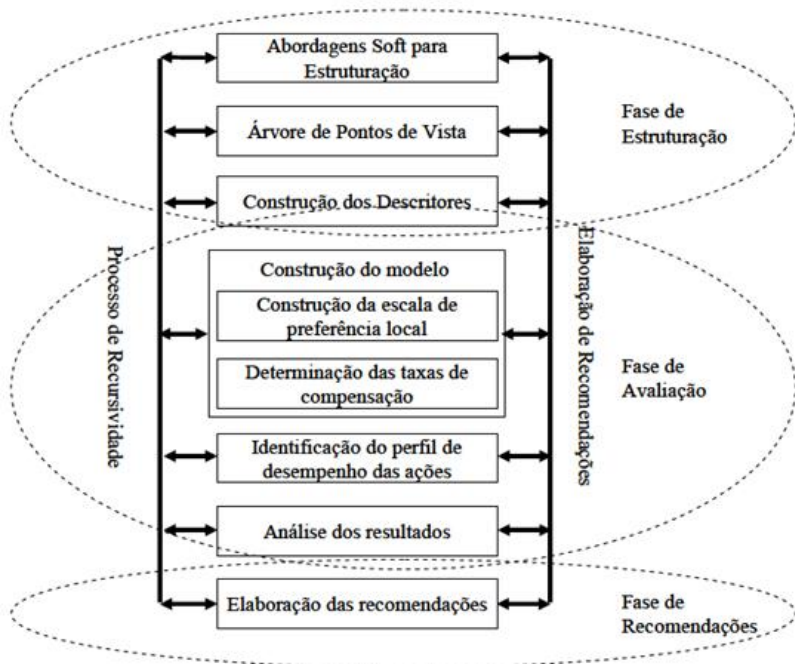 Abordagens Soft para
Estruturação
Árvore de Pontos de Vista
Construção dos Descritores
Fase de
Estruturação
Processo de Recursividade
Construção do modelo
Construção da escala de
preferência local
Determinação das taxas de
compensação
Identificação do perfil de
desempenho das ações
Análise dos resultados
Elaboração de Recomendações
Fase de
Avaliação
Elaboração das recomendações
Fase de
Recomendações